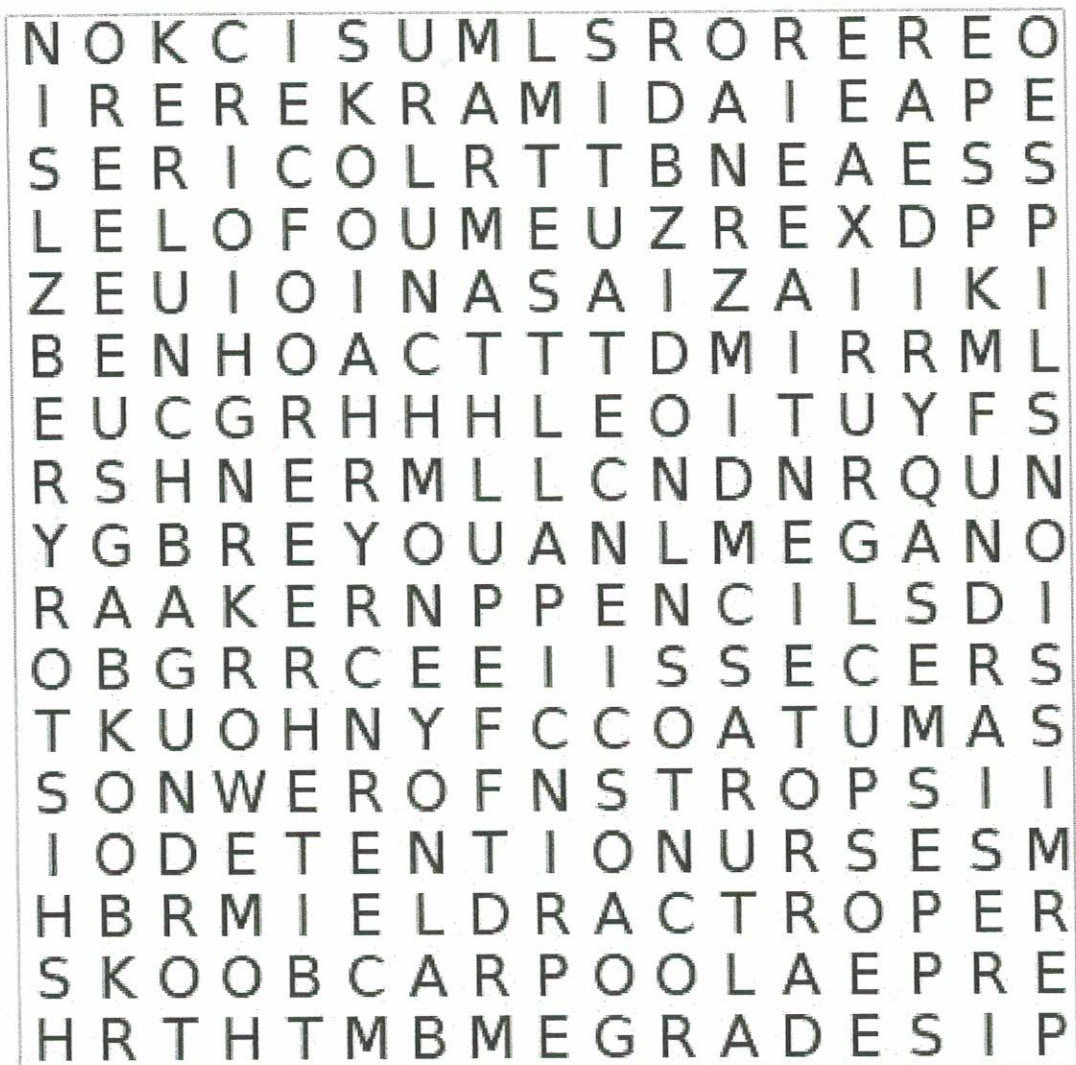 N O K C I S U M L S R O R E R E O
I R E R E K R A M I D A I E A P E
S E R I C O L R T T B N E A E S S
L E L O F O U M E U Z R E X D P P
Z E U I O I N A S A I Z A I I K I
B E N H O A C T T T D M I R R M L
E U C G R H H H L E O I T U Y F S
R S H N E R M L L C N D N R Q U N
Y G B R E Y O U A N L M E G A N O
R A A K E R N P P E N C I L S D I
O B G R R C E E I I S S E C E R S
T K U O H N Y F C C O A T U M A S
S O N W E R O F N S T R O P S I I
I O D E T E N T I O N U R S E S M
H B R M I E L D R A C T R O P E R
S K O O B C A R P O O L A E P R E
H R T H T M B M E G R A D E S I P